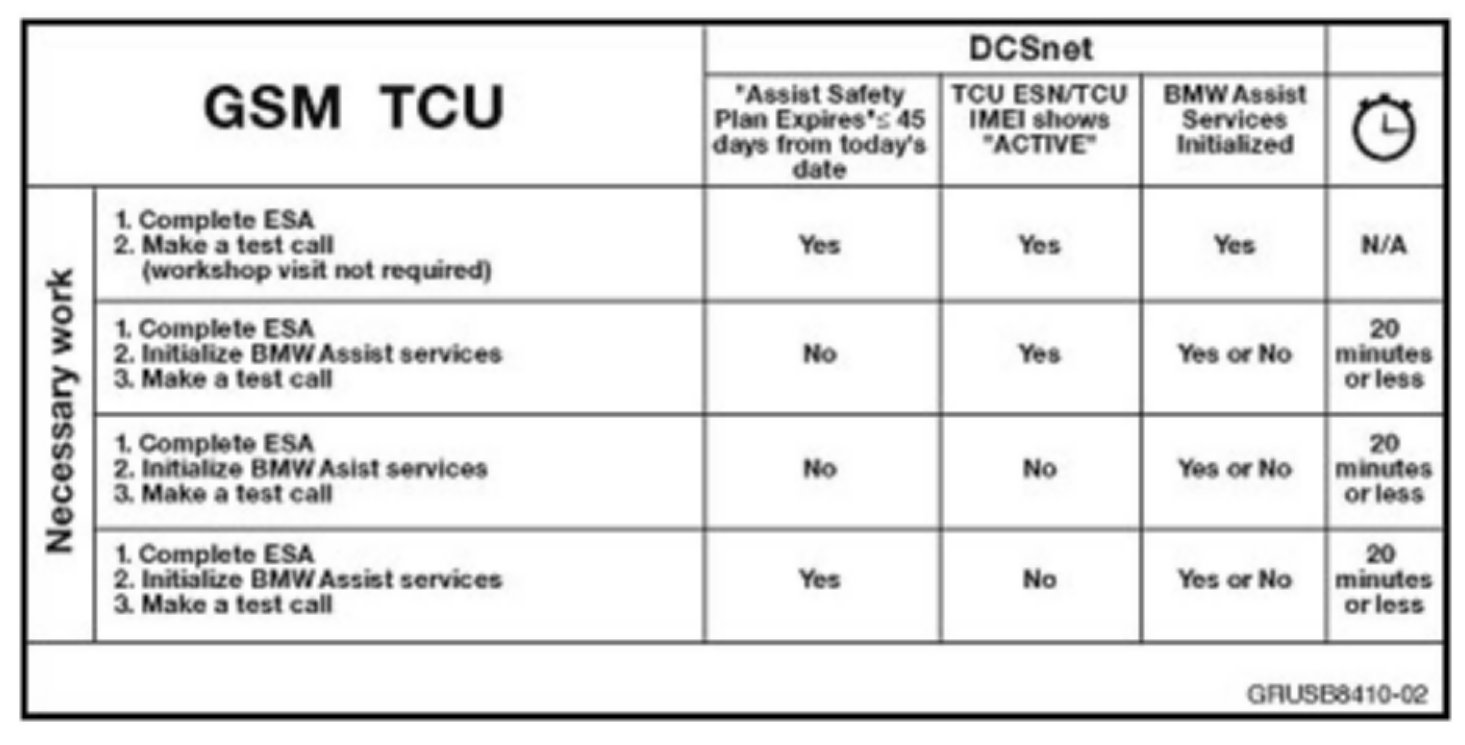 GSM TCU
DCSnet
"Assist Safety
Plan Expires"≤ 45
days from today's
date
TCU ESN/TCU
IMEI shows
"ACTIVE"
BMW Assist
Services
Initialized
Necessary work
1. Complete ESA
2. Make a test call
(workshop visit not required)
Yes
Yes
Yes
N/A
1. Complete ESA
2. Initialize BMW Assist services
3. Make a test call
No
Yes
Yes or No
20
minutes
or less
1. Complete ESA
2. Initialize BMW Asist services
3. Make a test call
No
No
Yes or No
20
minutes
or less
1. Complete ESA
2. Initialize BMW Assist services
3. Make a test call
Yes
No
Yes or No
20
minutes
or less
GRUSB8410-02